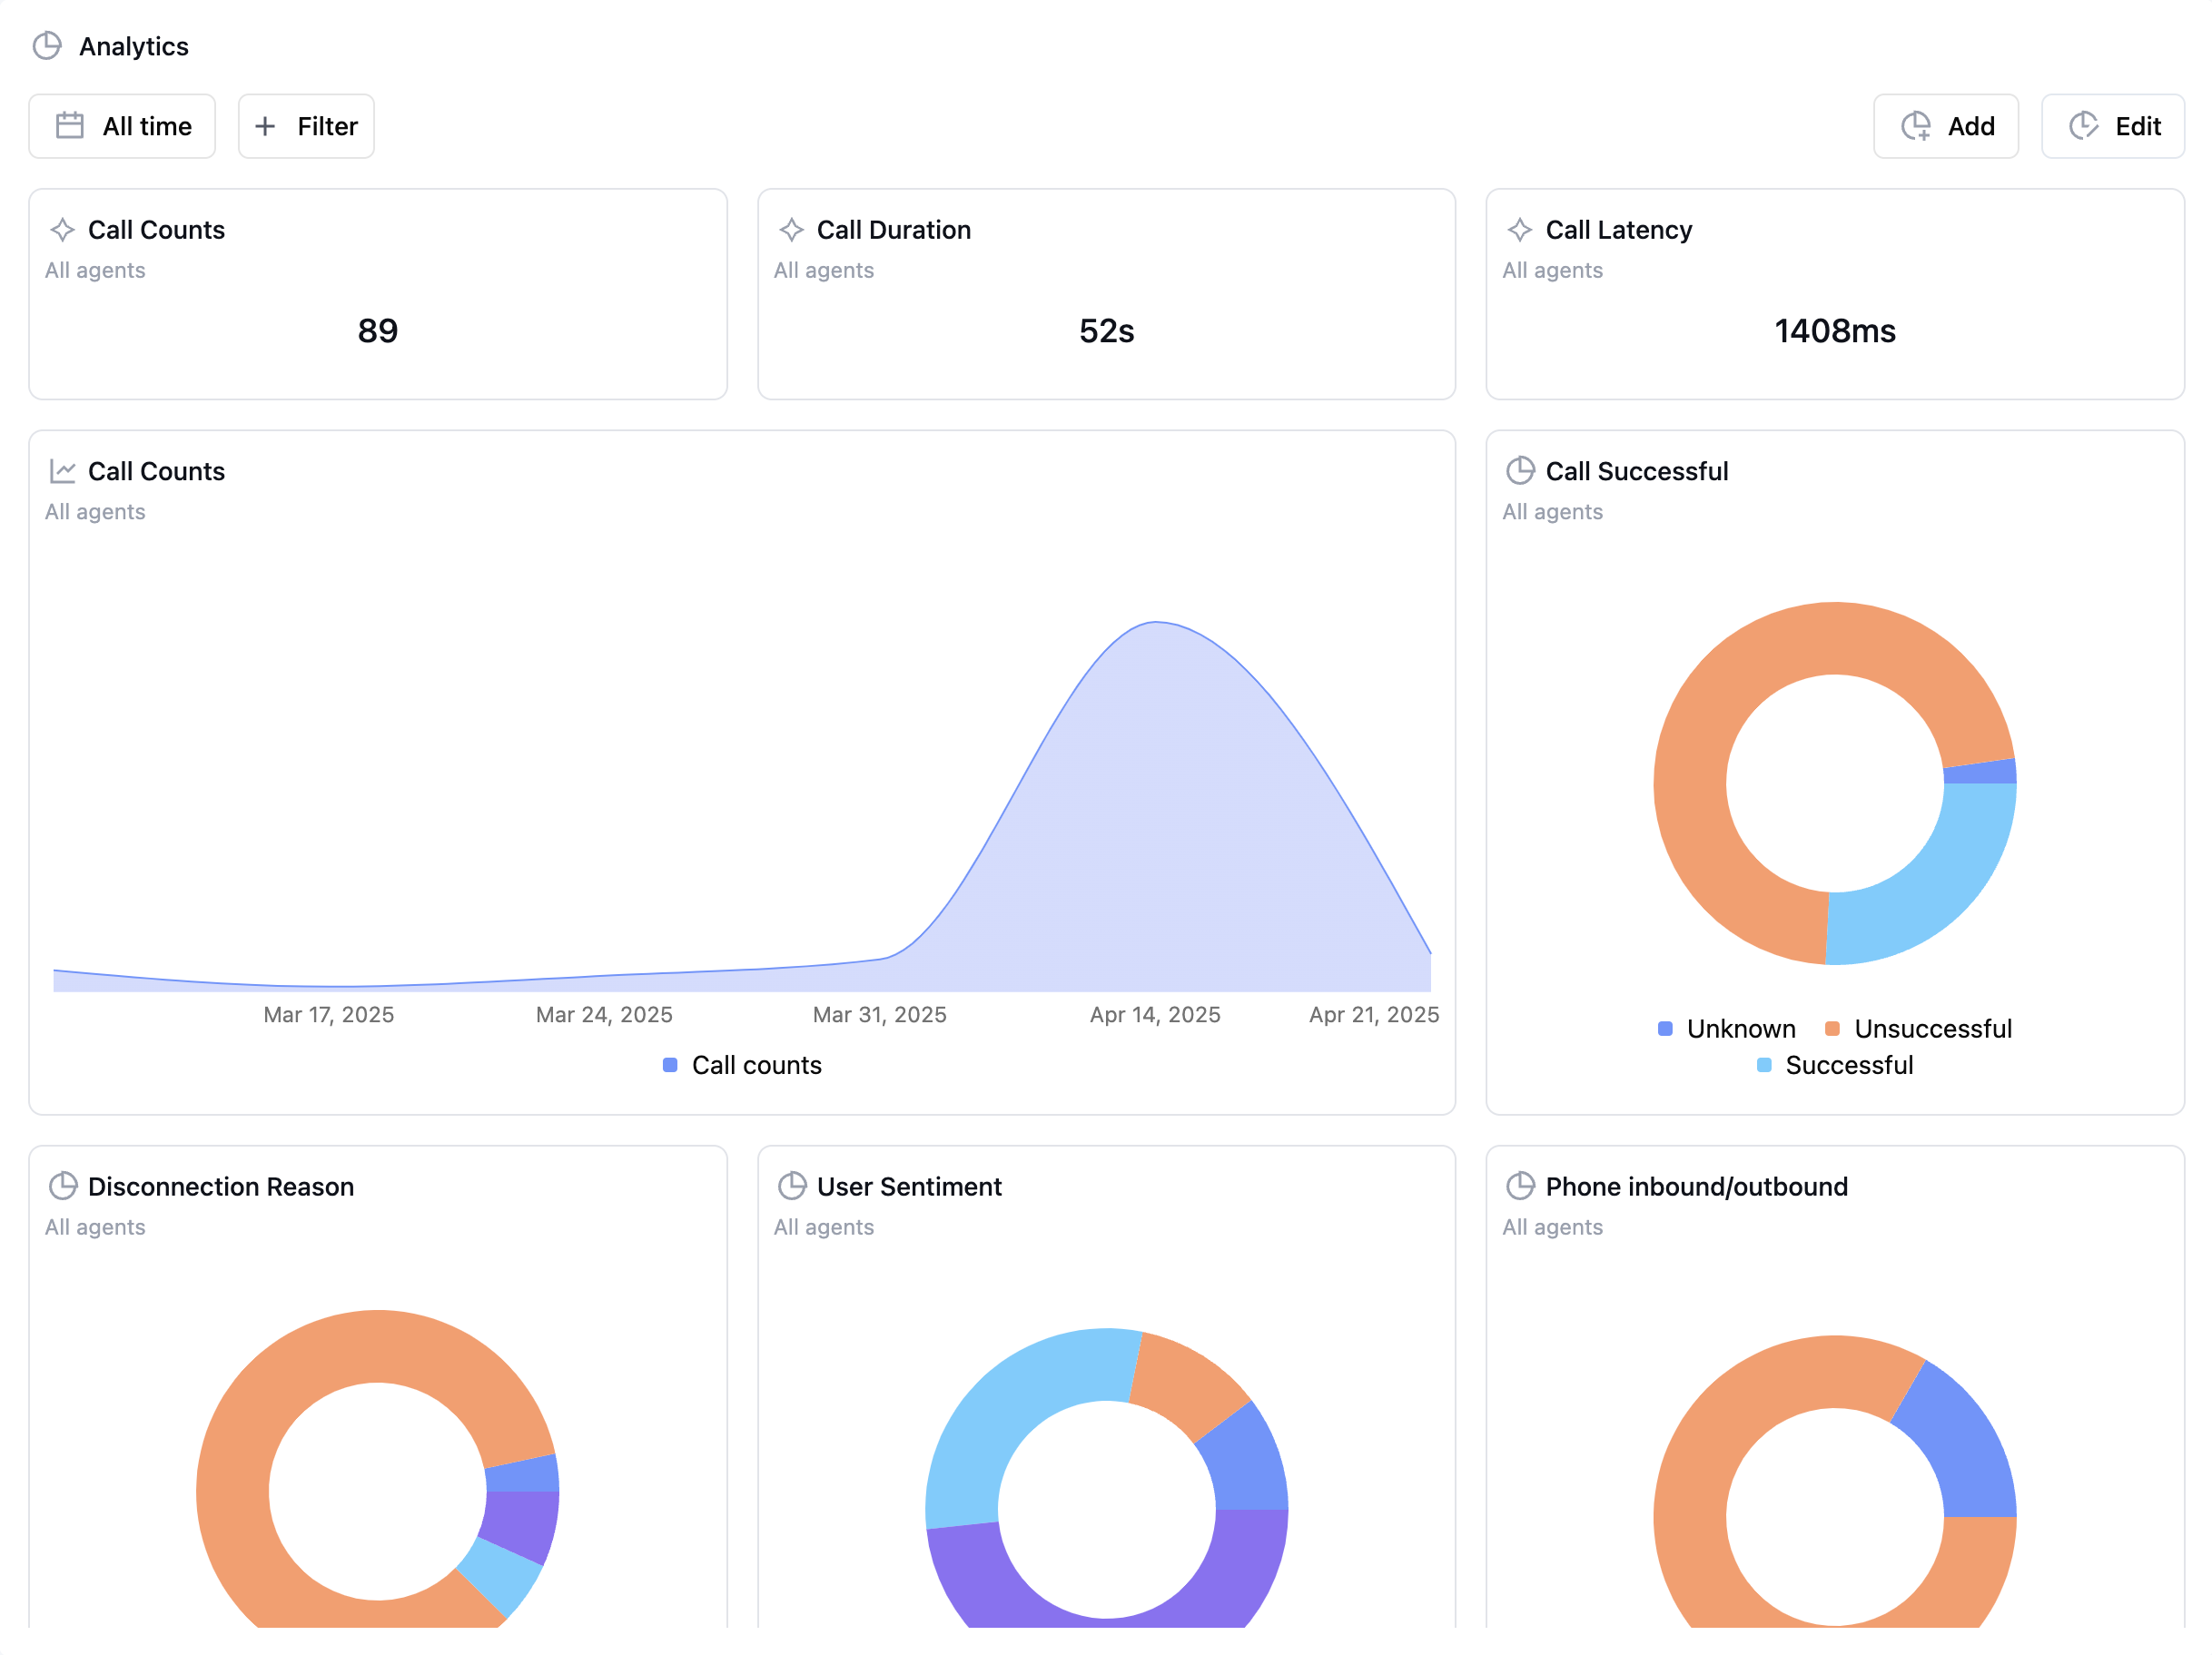 Analytics
All time
Filter
Add
Edit
Call Counts
All agents
89
Call Duration
All agents
52s
Call Latency
All agents
1408ms
Call Counts
All agents
Mar 17, 2025
Mar 24, 2025
Mar 31, 2025
Apr 14, 2025
Apr 21, 2025
Call counts
Call Successful
All agents
Unknown
Unsuccessful
Successful
Disconnection Reason
All agents
User Sentiment
All agents
Phone inbound/outbound
All agents